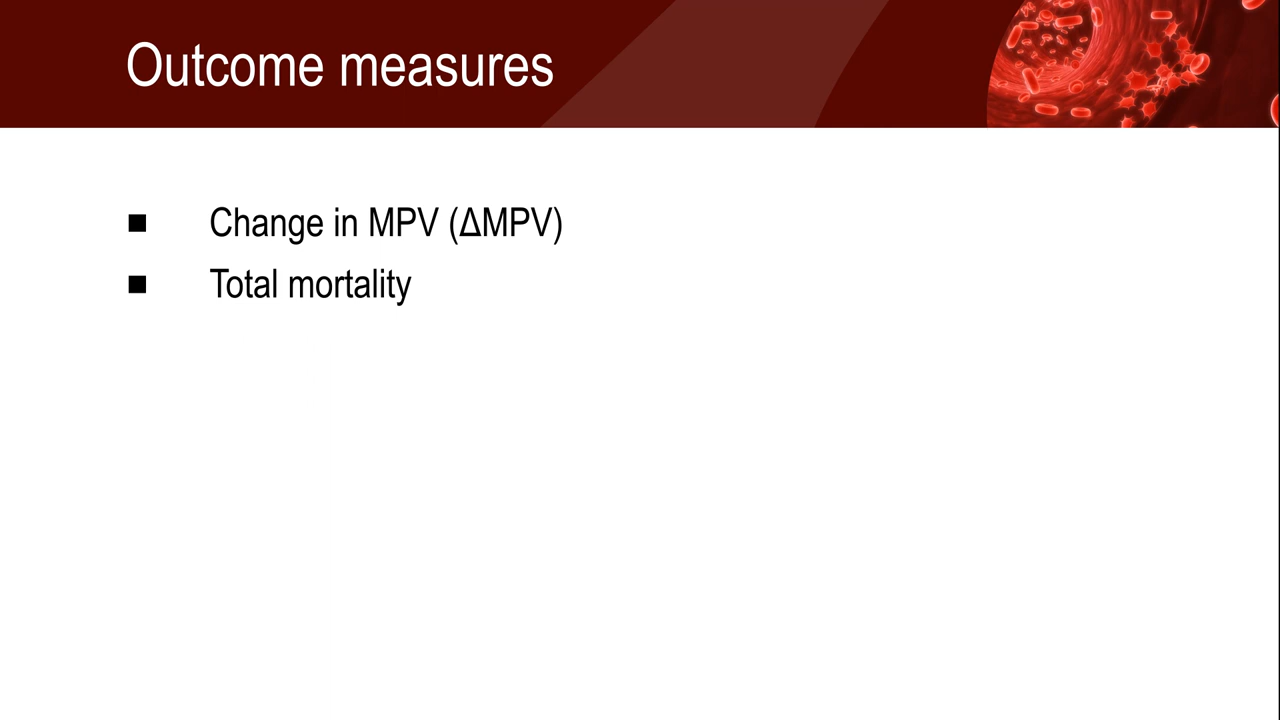 Outcome measures
■ Change in MPV (ΔMPV)
■ Total mortality